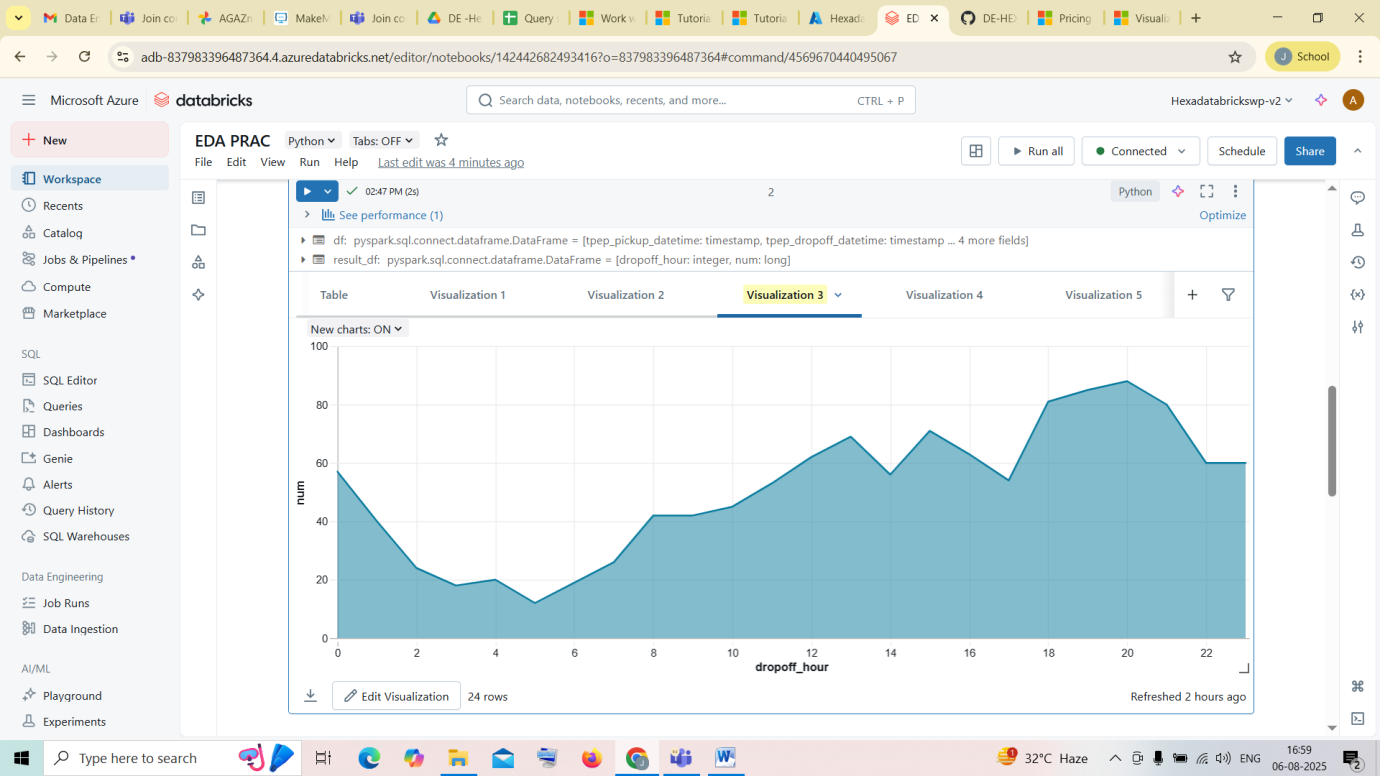 Data En
Join co
AGAZn
MakeM
Join co
DE -He
Query
Work w
Tutoria
Tutoria
Hexada
ED
DE-HEX
Pricing
Visualiz
adb-837983396487364.4.azuredatabricks.net/editor/notebooks/1424426824934​16?o=837983396487364#command/4569670440495067
J School
Microsoft Azure databricks
Search data, notebooks, recents, and more... CTRL + P
Hexadatabrickswp-v2 A
New
Workspace
Recents
Catalog
Jobs & Pipelines
Compute
Marketplace
SQL
SQL Editor
Queries
Dashboards
Genie
Alerts
Query History
SQL Warehouses
Data Engineering
Job Runs
Data Ingestion
AI/ML
Playground
Experiments
EDA PRAC Python Tabs: OFF
File Edit View Run Help Last edit was 4 minutes ago
Run all Connected Schedule Share
02:47 PM (2s) 2 Python
See performance (1) Optimize
df: pyspark.sql.connect.dataframe.DataFrame = [tpep_pickup_datetime: timestamp, tpep_dropoff_datetime: timestamp ... 4 more fields]
result_df: pyspark.sql.connect.dataframe.DataFrame = [dropoff_hour: integer, num: long]
Table Visualization 1 Visualization 2 Visualization 3 Visualization 4 Visualization 5
New charts: ON
100
80
60
num
40
20
0
0 2 4 6 8 10 12 14 16 18 20 22
dropoff_hour
Edit Visualization 24 rows Refreshed 2 hours ago
Type here to search
1 32°C Haze ENG 16:59
06-08-2025 2